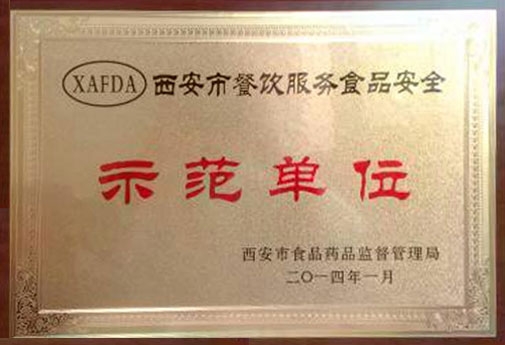 XAFDA 西安市餐饮服务食品安全
示范单位
西安市食品药品监督管理局
二〇一四年一月